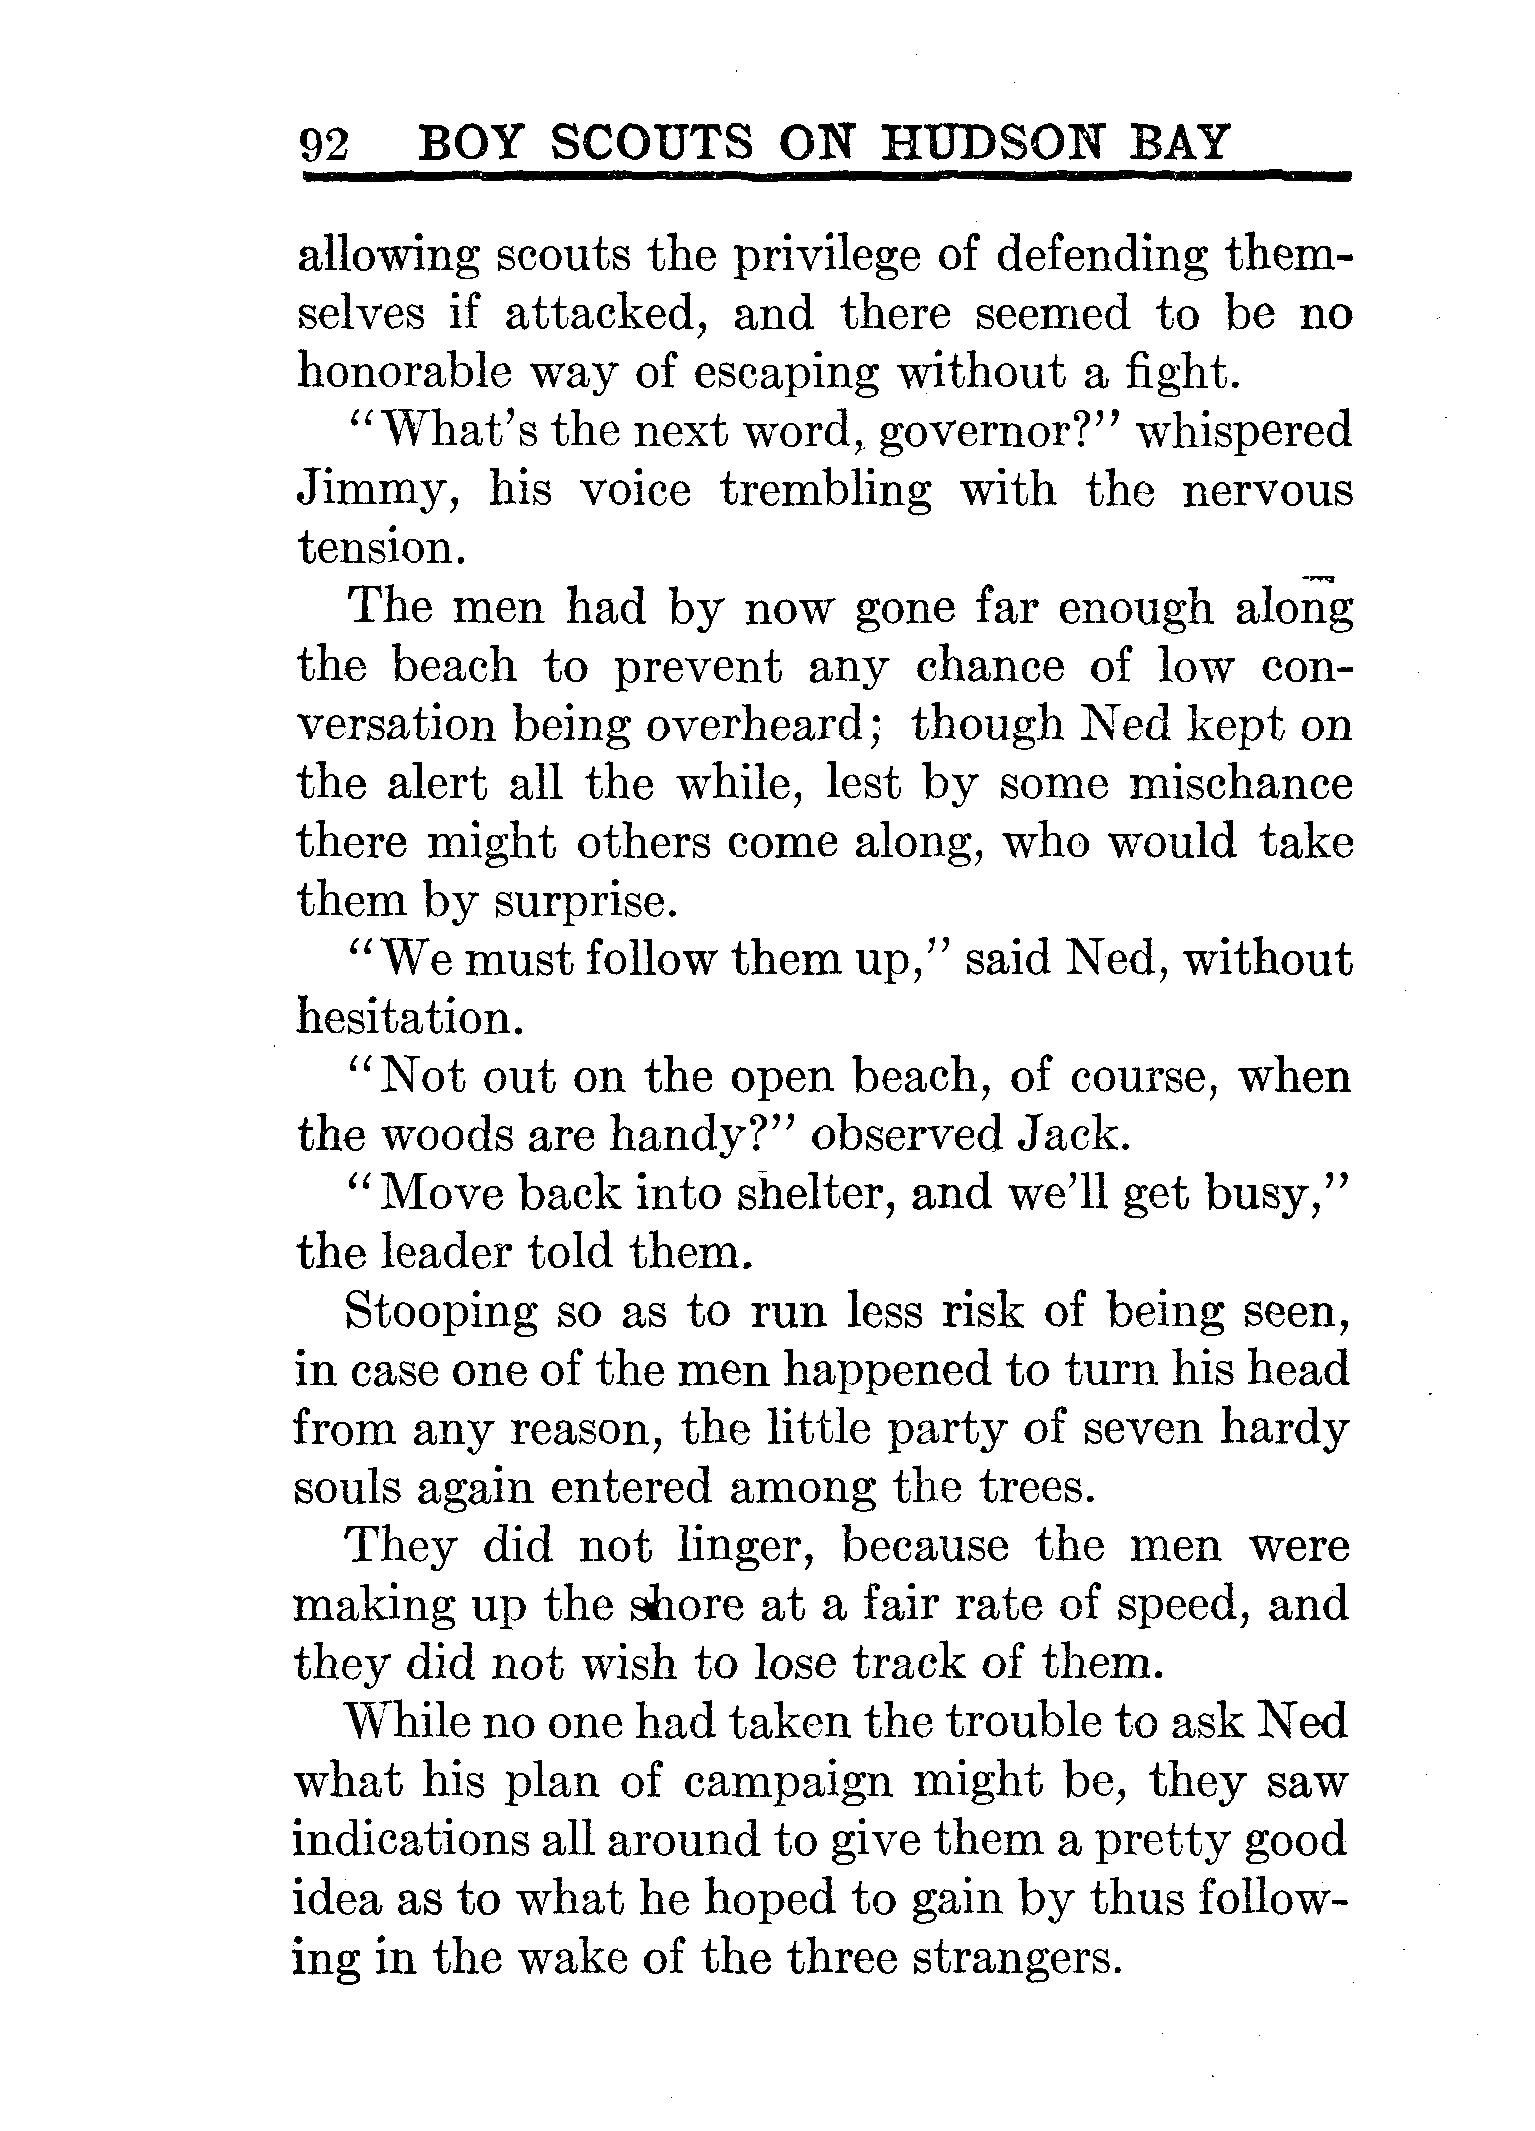 92 BOY SCOUTS ON HUDSON BAY
allowing scouts the privilege of defending them-
selves if attacked, and there seemed to be no
honorable way of escaping without a fight.
"What's the next word, governor?" whispered
Jimmy, his voice trembling with the nervous
tension.
The men had by now gone far enough along
the beach to prevent any chance of low con-
versation being overheard; though Ned kept on
the alert all the while, lest by some mischance
there might others come along, who would take
them by surprise.
"We must follow them up," said Ned, without
hesitation.
"Not out on the open beach, of course, when
the woods are handy?" observed Jack.
"Move back into shelter, and we'll get busy,"
the leader told them.
Stooping so as to run less risk of being seen,
in case one of the men happened to turn his head
from any reason, the little party of seven hardy
souls again entered among the trees.
They did not linger, because the men were
making up the shore at a fair rate of speed, and
they did not wish to lose track of them.
While no one had taken the trouble to ask Ned
what his plan of campaign might be, they saw
indications all around to give them a pretty good
idea as to what he hoped to gain by thus follow-
ing in the wake of the three strangers.